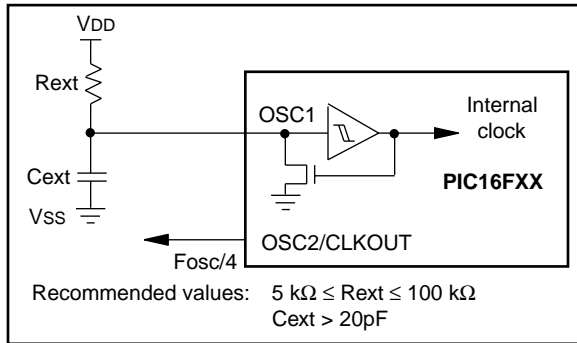 VDD
Rext
OSC1
Internal
clock
Cext
PIC16FXX
VSS
OSC2/CLKOUT
Fosc/4
Recommended values: 5 kΩ ≤ Rext ≤ 100 kΩ
Cext > 20pF